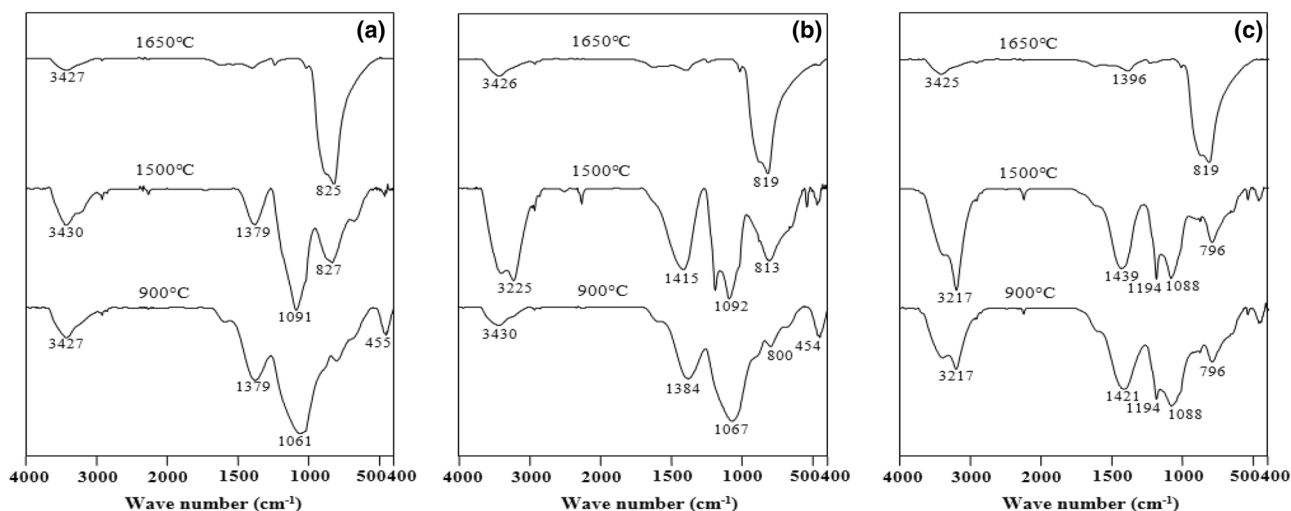 (a)
1650°C
3427
825
1500°C
3430
1379
827
1091
900°C
3427
1379
1061
455
4000 3000 2000 1500 1000 500400
Wave number (cm-1)
(b)
1650°C
3426
819
1500°C
3225
1415
1092
813
900°C
3430
1384
1067
800
454
4000 3000 2000 1500 1000 500400
Wave number (cm-1)
(c)
1650°C
3425
1396
819
1500°C
3217
1439
1194
1088
796
900°C
3217
1421
1194
1088
796
4000 3000 2000 1500 1000 500400
Wave number (cm-1)